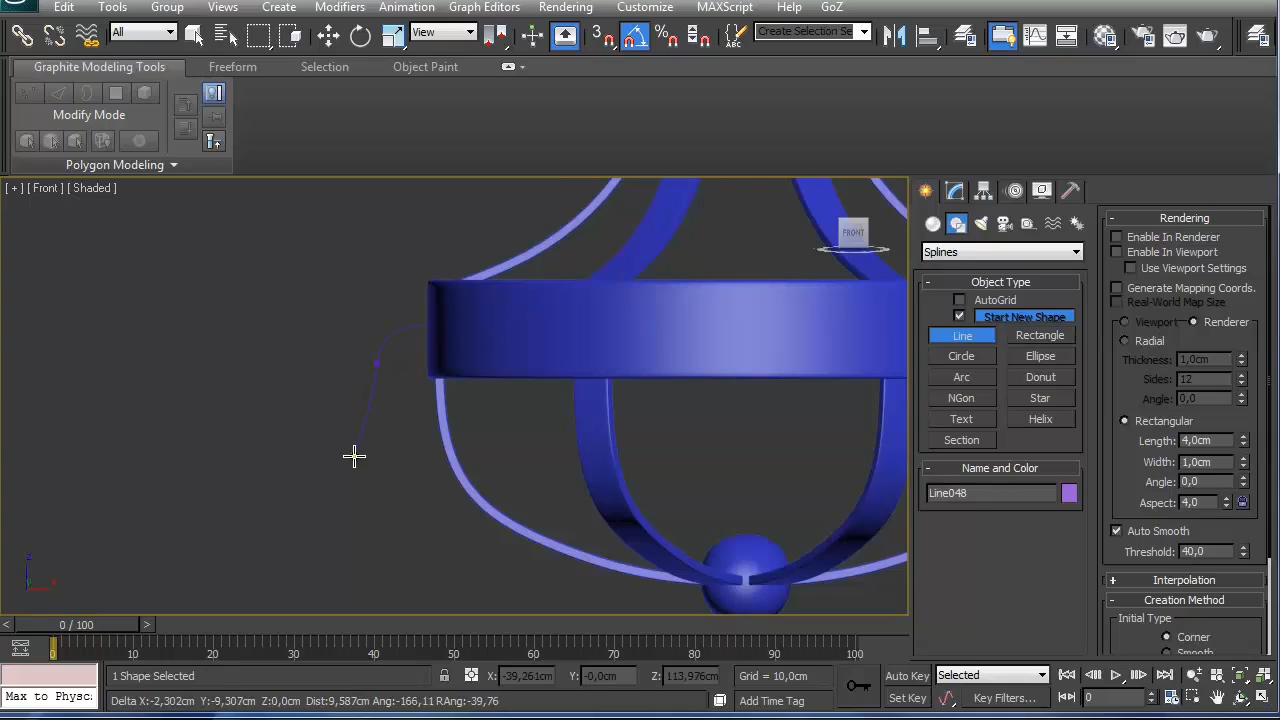 Edit Tools Group Views Create Modifiers Animation Graph Editors Rendering Customize MAXScript Help GoZ
All View 3 Create Selection Se
Graphite Modeling Tools Freeform Selection Object Paint
Modify Mode
Polygon Modeling
[ + ] [ Front ] [ Shaded ]
FRONT
Splines
Object Type
AutoGrid
Start New Shape
Line Rectangle
Circle Ellipse
Arc Donut
NGon Star
Text Helix
Section
Name and Color
Line048
Rendering
Enable In Renderer
Enable In Viewport
Use Viewport Settings
Generate Mapping Coords.
Real-World Map Size
Viewport Renderer
Radial
Thickness: 1,0cm
Sides: 12
Angle: 0,0
Rectangular
Length: 4,0cm
Width: 1,0cm
Angle: 0,0
Aspect: 4,0
Auto Smooth
Threshold: 40,0
Interpolation
Creation Method
Initial Type
Corner
Smooth
z
x
< 0 / 100 >
0 10 20 30 40 50 60 70 80 90 100
1 Shape Selected X: -39,261cm Y: -0,0cm Z: 113,976cm Grid = 10,0cm Auto Key Selected
Max to Physc: Delta X:-2,302cm Y:-9,307cm Z:0,0cm Dist:9,587cm Ang:-166,11 RAng:-39,76 Add Time Tag Set Key Key Filters... 0